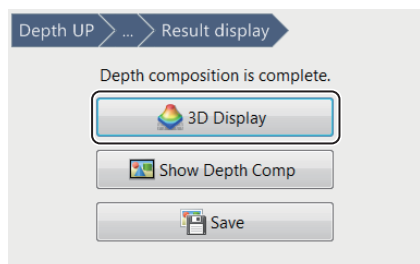 Depth UP > ... > Result display
Depth composition is complete.
3D Display
Show Depth Comp
Save